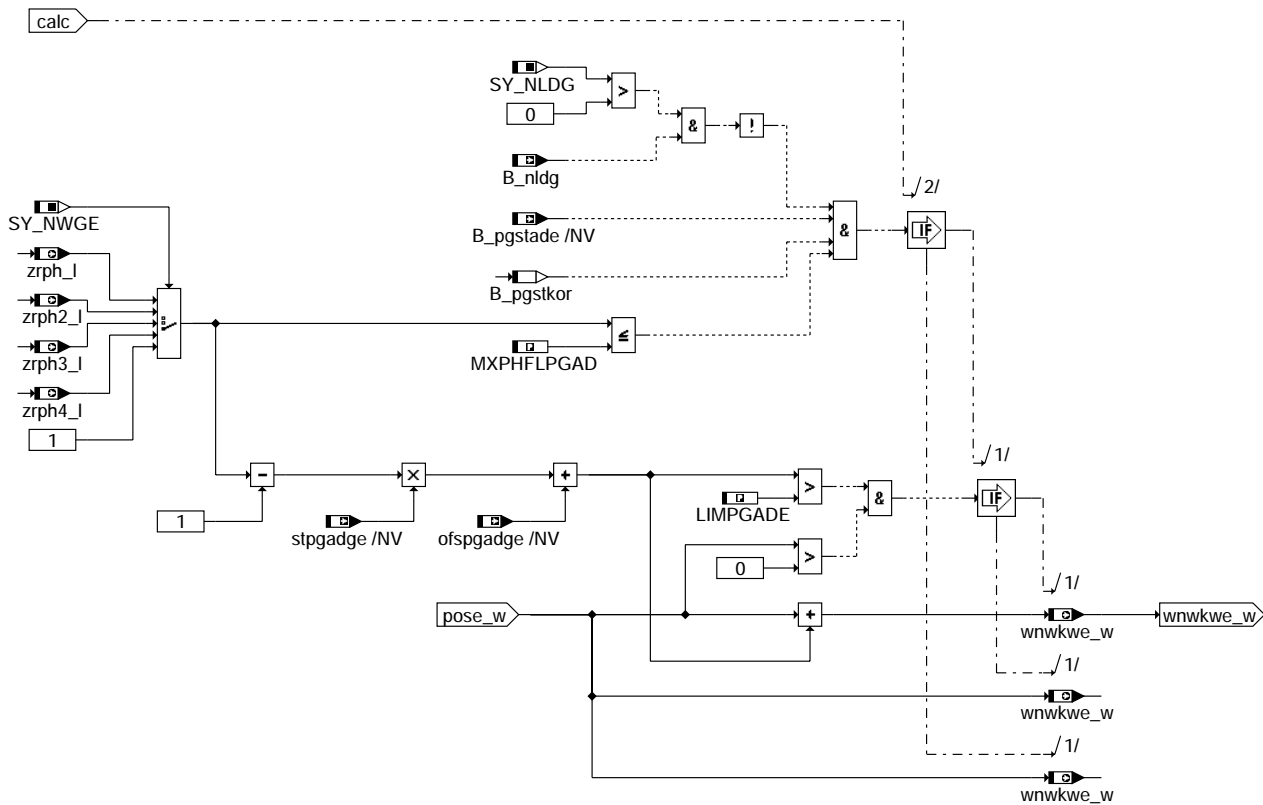 calc
SY_NLDG
>
0
&
!
B_nldg
/2/
SY_NWGE
B_pgstade /NV
&
IF
zrph_l
B_pgstkor
zrph2_l
≤
zrph3_l
MXPHFLPGAD
zrph4_l
1
/1/
-
×
+
>
&
IF
LIMPGADE
1
stpgadge /NV
ofspgadge /NV
>
0
/1/
pose_w
+
wnwkwe_w
wnwkwe_w
/1/
wnwkwe_w
/1/
wnwkwe_w